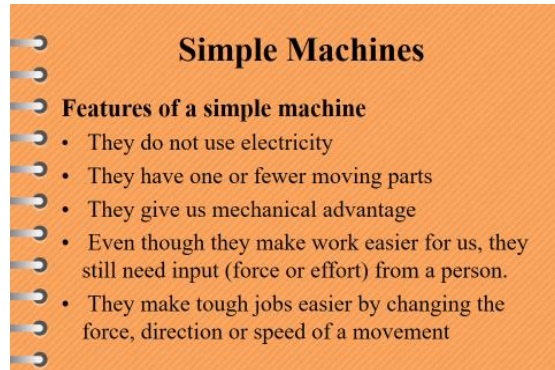 Simple Machines
Features of a simple machine
• They do not use electricity
• They have one or fewer moving parts
• They give us mechanical advantage
• Even though they make work easier for us, they
still need input (force or effort) from a person.
• They make tough jobs easier by changing the
force, direction or speed of a movement